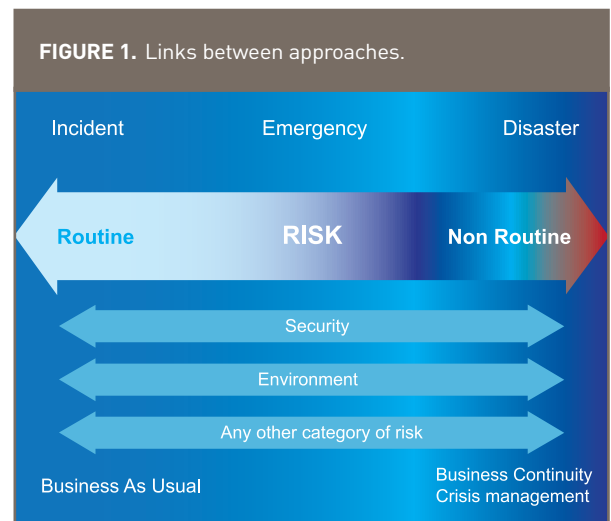 FIGURE 1. Links between approaches.
Incident Emergency Disaster
Routine RISK Non Routine
Security
Environment
Any other category of risk
Business As Usual
Business Continuity
Crisis management